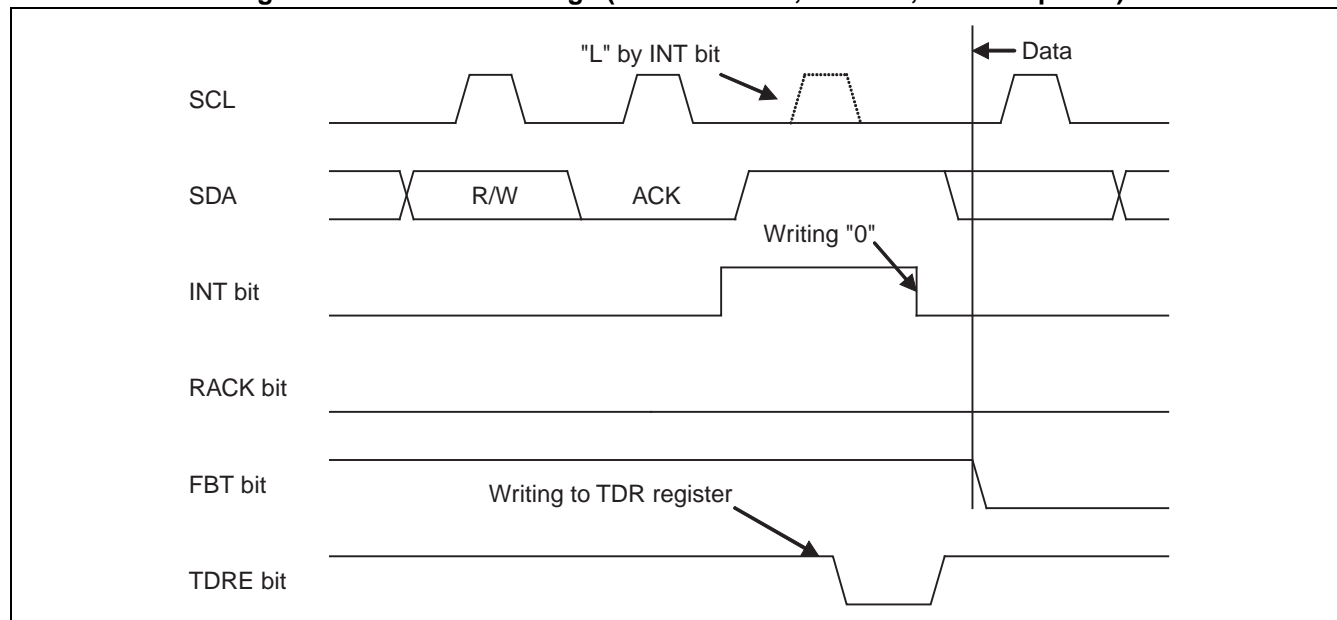 "L" by INT bit
Data
SCL
SDA
R/W
ACK
Writing "0"
INT bit
RACK bit
FBT bit
Writing to TDR register
TDRE bit